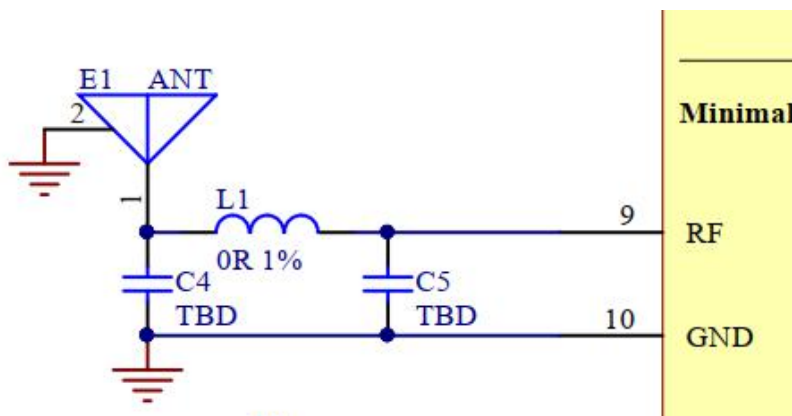 E1 ANT
2
Minimal
1
L1
9
RF
0R 1%
C4
C5
TBD
TBD
10
GND